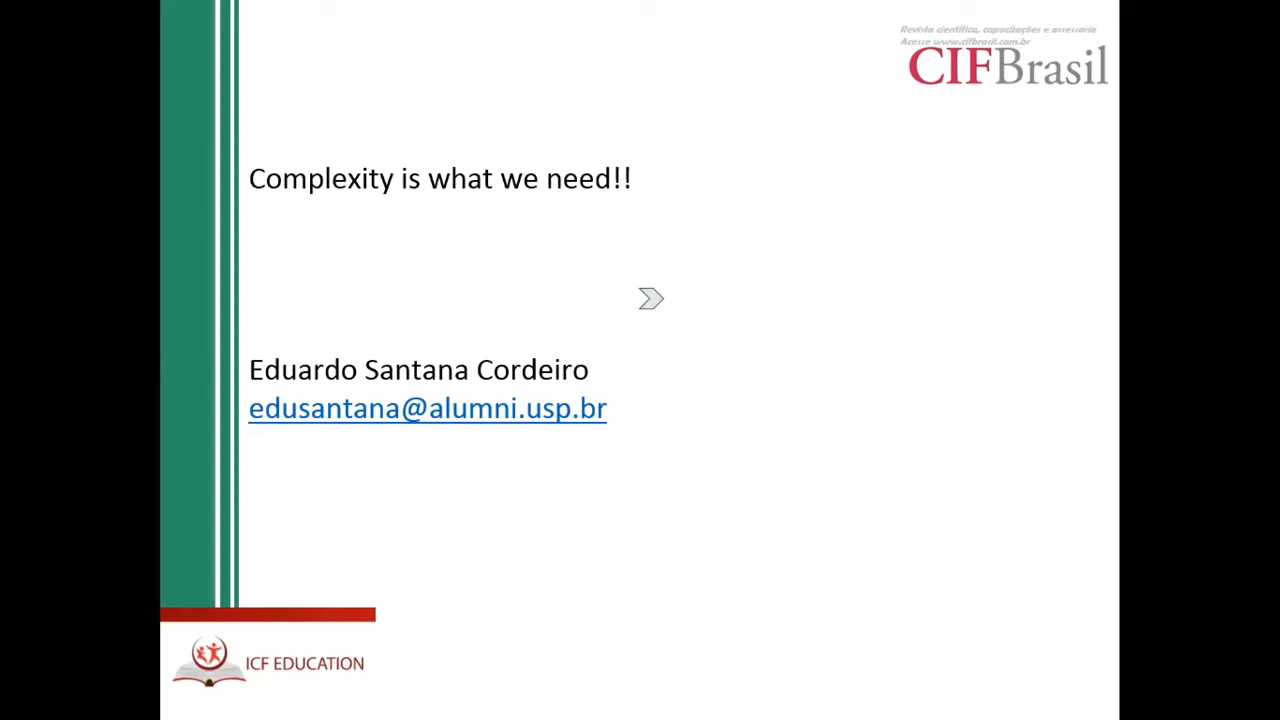 Revista científica, capacitações e assessoria
Acesse www.cifbrasil.com.br
CIFBrasil
Complexity is what we need!!
Eduardo Santana Cordeiro
edusantana@alumni.usp.br
ICF EDUCATION